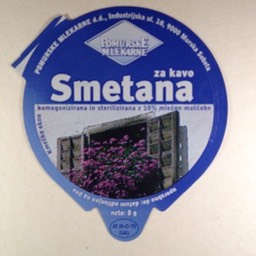 POMURSKE MLEKARNE d.d., Industrijska ul. 10, 9000 Murska Sobota
POMURSKE
MLEKARNE
za kavo
Smetana
homogenizirana in sterilizirana z 10% mlečne maščobe
neto: 8 g